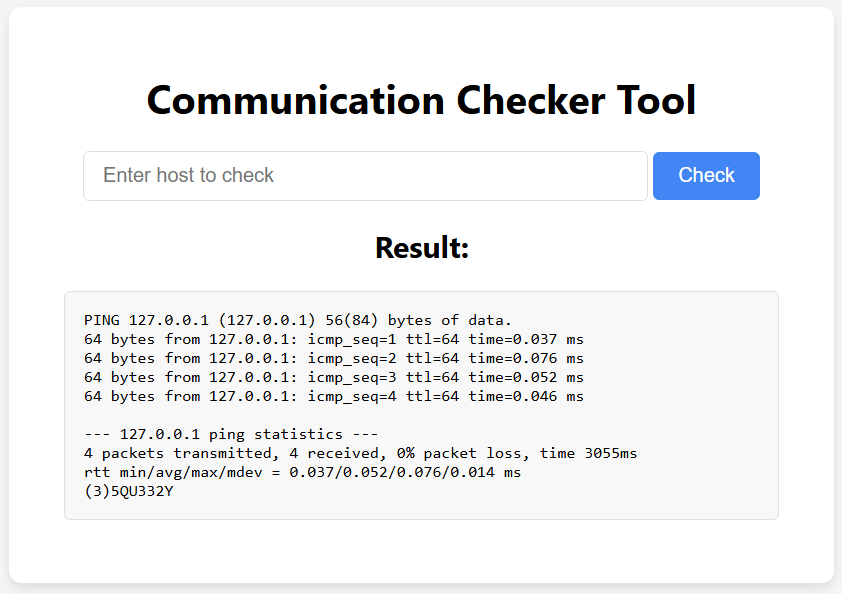 Communication Checker Tool
Enter host to check
Check
Result:
PING 127.0.0.1 (127.0.0.1) 56(84) bytes of data.
64 bytes from 127.0.0.1: icmp_seq=1 ttl=64 time=0.037 ms
64 bytes from 127.0.0.1: icmp_seq=2 ttl=64 time=0.076 ms
64 bytes from 127.0.0.1: icmp_seq=3 ttl=64 time=0.052 ms
64 bytes from 127.0.0.1: icmp_seq=4 ttl=64 time=0.046 ms
--- 127.0.0.1 ping statistics ---
4 packets transmitted, 4 received, 0% packet loss, time 3055ms
rtt min/avg/max/mdev = 0.037/0.052/0.076/0.014 ms
(3)5QU332Y